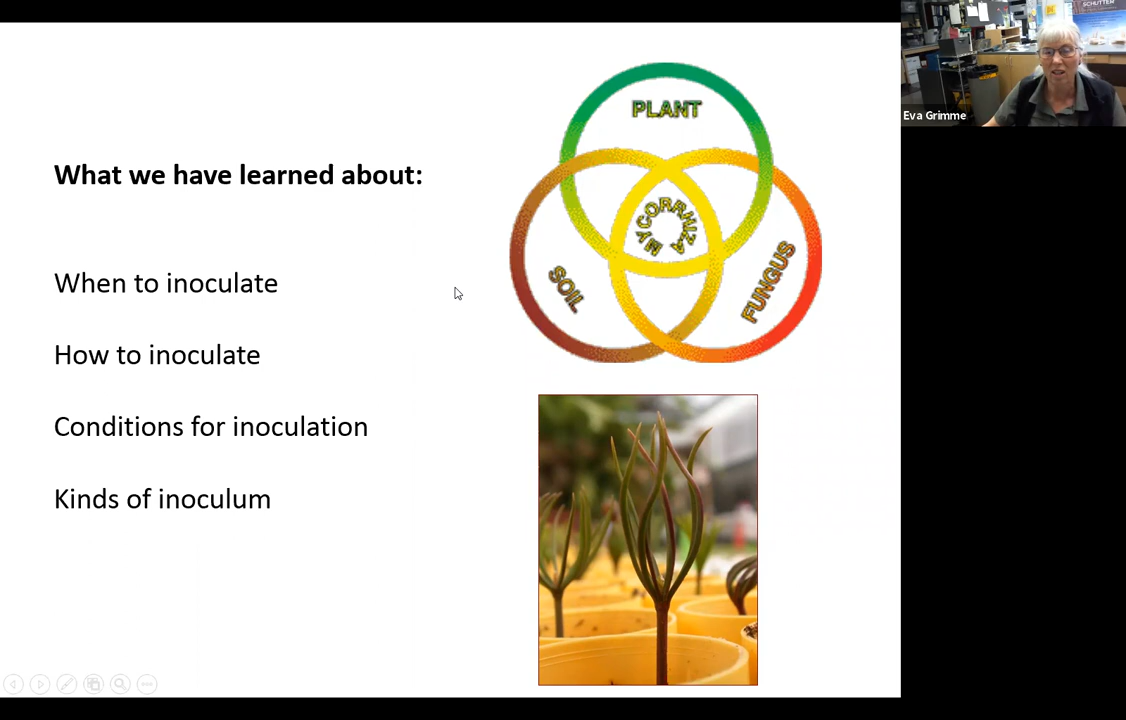 What we have learned about:
When to inoculate
How to inoculate
Conditions for inoculation
Kinds of inoculum
PLANT
MYCORRHIZA
SOIL
FUNGUS
SCHUTTER
Eva Grimme